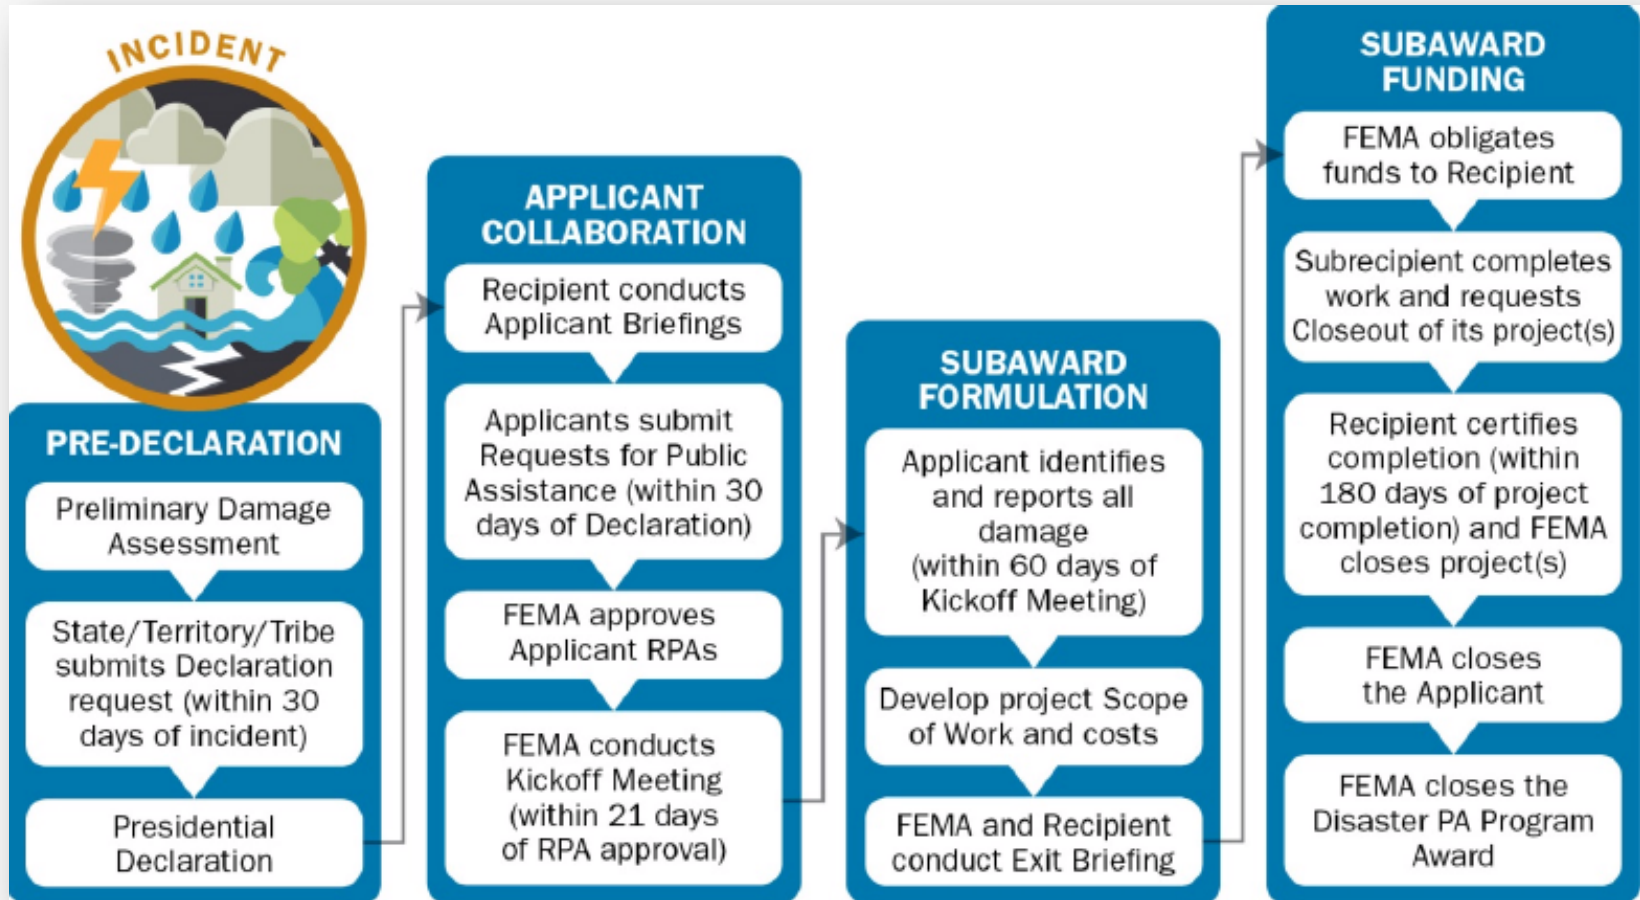 INCIDENT
PRE-DECLARATION
Preliminary Damage
Assessment
State/Territory/Tribe
submits Declaration
request (within 30
days of incident)
Presidential
Declaration
APPLICANT
COLLABORATION
Recipient conducts
Applicant Briefings
Applicants submit
Requests for Public
Assistance (within 30
days of Declaration)
FEMA approves
Applicant RPAs
FEMA conducts
Kickoff Meeting
(within 21 days
of RPA approval)
SUBAWARD
FORMULATION
Applicant identifies
and reports all
damage
(within 60 days of
Kickoff Meeting)
Develop project Scope
of Work and costs
FEMA and Recipient
conduct Exit Briefing
SUBAWARD
FUNDING
FEMA obligates
funds to Recipient
Subrecipient completes
work and requests
Closeout of its project(s)
Recipient certifies
completion (within
180 days of project
completion) and FEMA
closes project(s)
FEMA closes
the Applicant
FEMA closes the
Disaster PA Program
Award